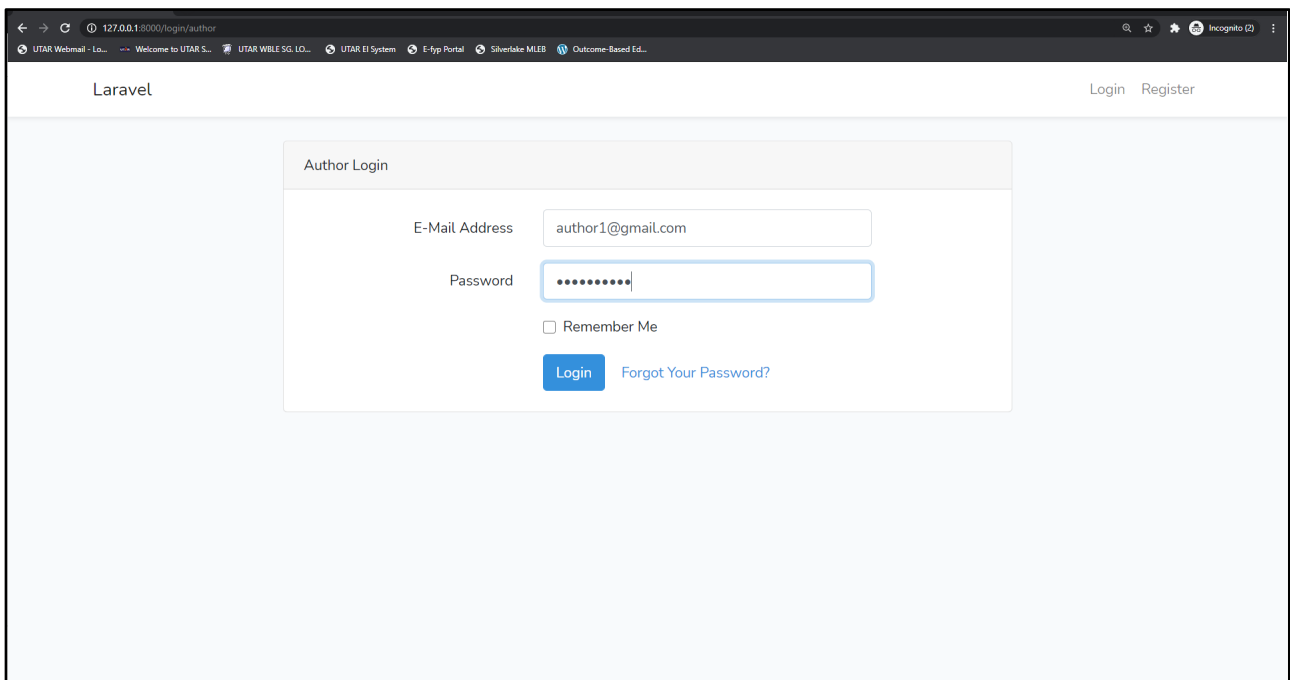 127.0.0.1:8000/login/author
Incognito (2)
UTAR Webmail - Lo... Welcome to UTAR S... UTAR WBLE SG. LO... UTAR EI System E-fyp Portal Silverlake MLEB Outcome-Based Ed...
Laravel Login Register
Author Login
E-Mail Address author1@gmail.com
Password ••••••••••
Remember Me
Login Forgot Your Password?